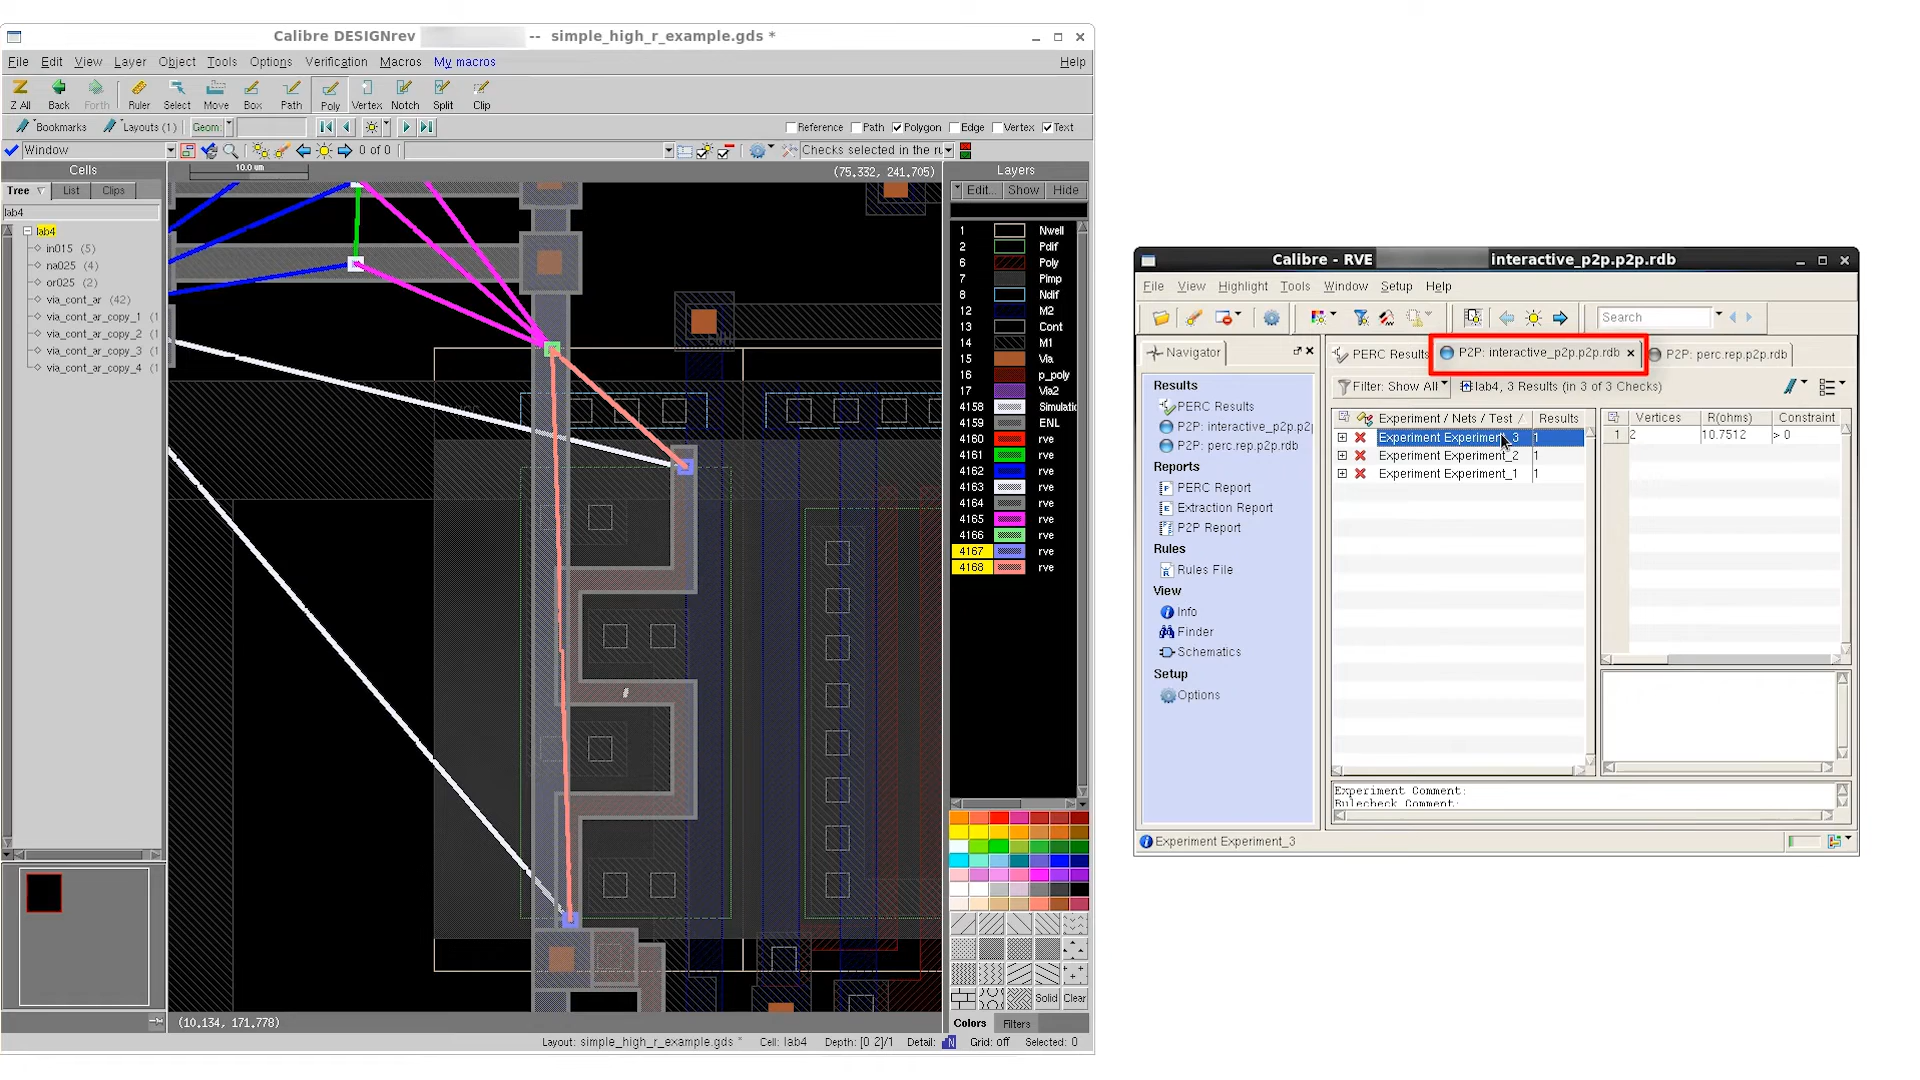 Calibre DESIGNrev -- simple_high_r_example.gds *
File Edit View Layer Object Tools Options Verification Macros My macros Help
Z All Back Forth Ruler Select Move Box Path Poly Vertex Notch Split Clip
Bookmarks Layouts (1) Geom: Reference Path Polygon Edge Vertex Text
Window 0 of 0 Checks selected in the ru
Cells
Tree List Clips
lab4
lab4
in015 (5)
na025 (4)
or025 (2)
via_cont_ar (42)
via_cont_ar_copy_1 (1
via_cont_ar_copy_2 (1
via_cont_ar_copy_3 (1
via_cont_ar_copy_4 (1
10.0 um
(75.332, 241.705)
Layers
Edit... Show Hide
1 Nwell
2 Pdif
6 Poly
7 Pimp
8 Ndif
12 M2
13 Cont
14 M1
15 Via
16 p_poly
17 Via2
4158 Simulatic
4159 ENL
4160 rve
4161 rve
4162 rve
4163 rve
4164 rve
4165 rve
4166 rve
4167 rve
4168 rve
Solid Clear
Colors Filters
(10.134, 171.778)
Layout: simple_high_r_example.gds * Cell: lab4 Depth: [0 2]/1 Detail: Grid: Off Selected: 0
Calibre - RVE interactive_p2p.p2p.rdb
File View Highlight Tools Window Setup Help
Search
Navigator
Results
PERC Results
P2P: interactive_p2p.p2
P2P: perc.rep.p2p.rdb
Reports
PERC Report
Extraction Report
P2P Report
Rules
Rules File
View
Info
Finder
Schematics
Setup
Options
PERC Results P2P: interactive_p2p.p2p.rdb × P2P: perc.rep.p2p.rdb
Filter: Show All lab4, 3 Results (in 3 of 3 Checks)
Experiment / Nets / Test Results
Experiment Experiment_3 1
Experiment Experiment_2 1
Experiment Experiment_1 1
Vertices R(ohms) Constraint
1 2 10.7512 > 0
Experiment Comment:
Rulecheck Comment:
Experiment Experiment_3